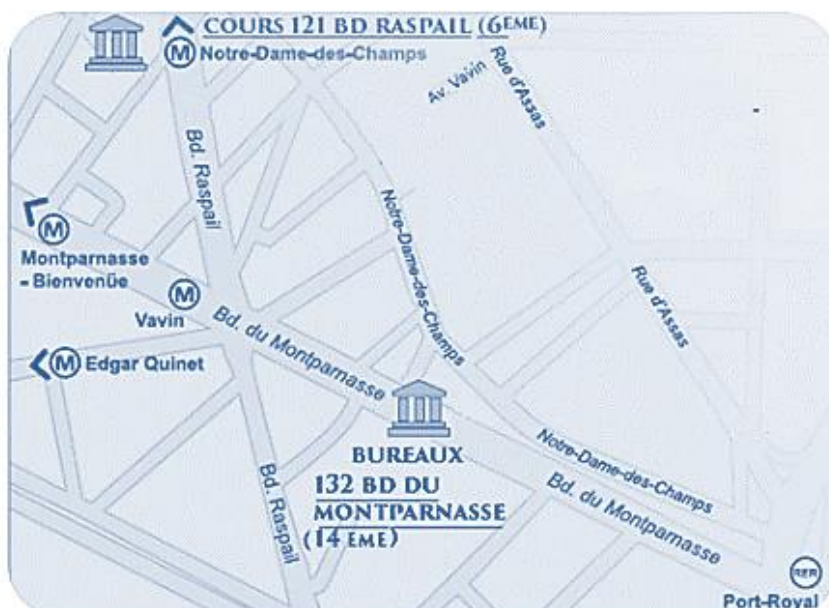 COURS 121 BD RASPAIL (6EME)
M Notre-Dame-des-Champs
Av. Vavin
Rue d'Assas
Bd. Raspail
Notre-Dame-des-Champs
M
Montparnasse
- Bienvenüe
M
Vavin
Rue d'Assas
Bd. du Montparnasse
M Edgar Quinet
BUREAUX
132 BD DU
MONTPARNASSE
(14 EME)
Bd. Raspail
Notre-Dame-des-Champs
Bd. du Montparnasse
RER
Port-Royal